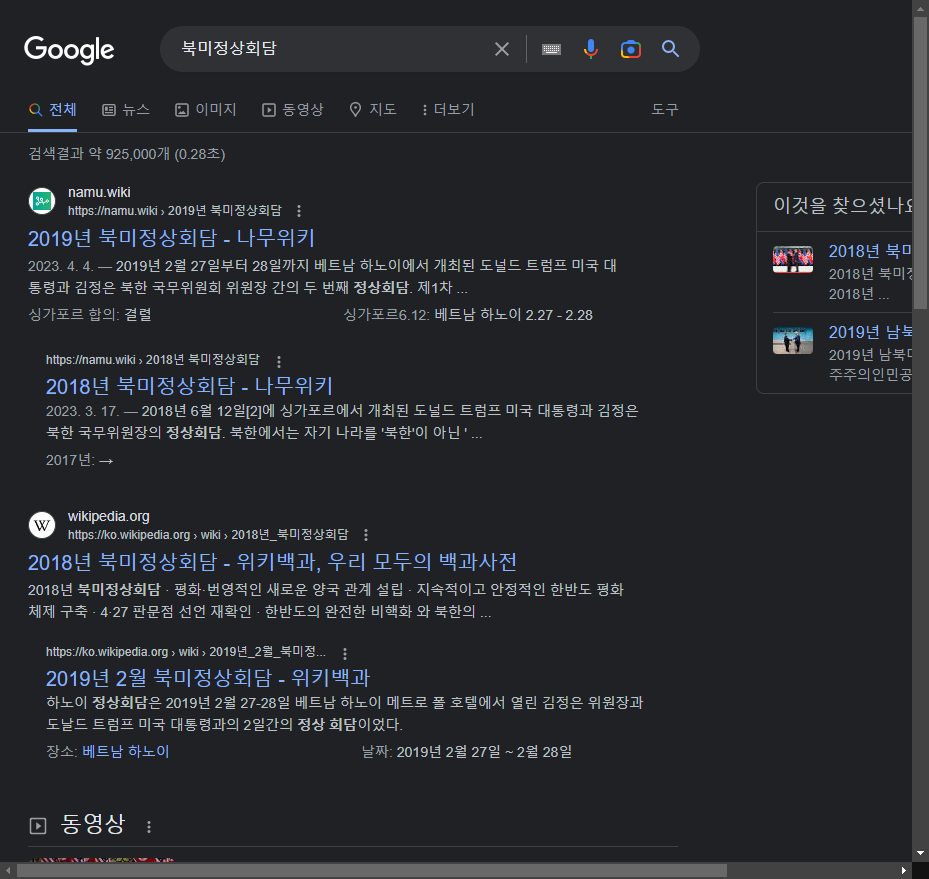 Google
북미정상회담
전체
뉴스
이미지
동영상
지도
더보기
도구
검색결과 약 925,000개 (0.28초)
namu.wiki
https://namu.wiki › 2019년 북미정상회담
2019년 북미정상회담 - 나무위키
2023. 4. 4. — 2019년 2월 27일부터 28일까지 베트남 하노이에서 개최된 도널드 트럼프 미국 대
통령과 김정은 북한 국무위원회 위원장 간의 두 번째 정상회담. 제1차 ...
싱가포르 합의: 결렬
싱가포르6.12: 베트남 하노이 2.27 - 2.28
https://namu.wiki › 2018년 북미정상회담
2018년 북미정상회담 - 나무위키
2023. 3. 17. — 2018년 6월 12일[2]에 싱가포르에서 개최된 도널드 트럼프 미국 대통령과 김정은
북한 국무위원장의 정상회담. 북한에서는 자기 나라를 '북한'이 아닌 ' ...
2017년: →
W
wikipedia.org
https://ko.wikipedia.org › wiki › 2018년_북미정상회담
2018년 북미정상회담 - 위키백과, 우리 모두의 백과사전
2018년 북미정상회담 · 평화·번영적인 새로운 양국 관계 설립 · 지속적이고 안정적인 한반도 평화
체제 구축 · 4·27 판문점 선언 재확인 · 한반도의 완전한 비핵화 와 북한의 ...
https://ko.wikipedia.org › wiki › 2019년_2월_북미정...
2019년 2월 북미정상회담 - 위키백과
하노이 정상회담은 2019년 2월 27-28일 베트남 하노이 메트로 폴 호텔에서 열린 김정은 위원장과
도날드 트럼프 미국 대통령과의 2일간의 정상 회담이었다.
장소: 베트남 하노이
날짜: 2019년 2월 27일 ~ 2월 28일
동영상
이것을 찾으셨나요
2018년 북미
2018년 북미정
2018년 ...
2019년 남북
2019년 남북미
주주의인민공